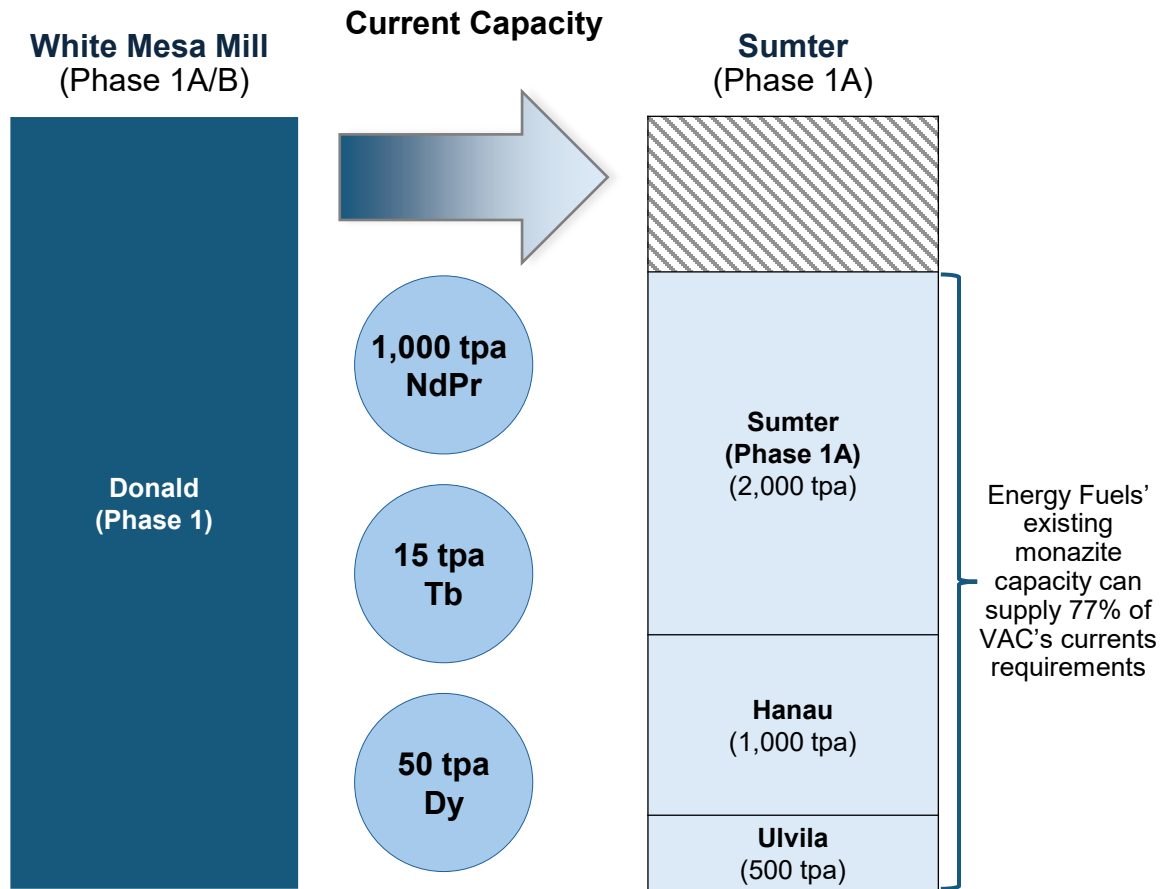 Current Capacity
White Mesa Mill
(Phase 1A/B)
Sumter
(Phase 1A)
Donald
(Phase 1)
1,000 tpa
NdPr
15 tpa
Tb
50 tpa
Dy
Sumter
(Phase 1A)
(2,000 tpa)
Hanau
(1,000 tpa)
Ulvila
(500 tpa)
Energy Fuels’
existing
monazite
capacity can
supply 77% of
VAC’s currents
requirements